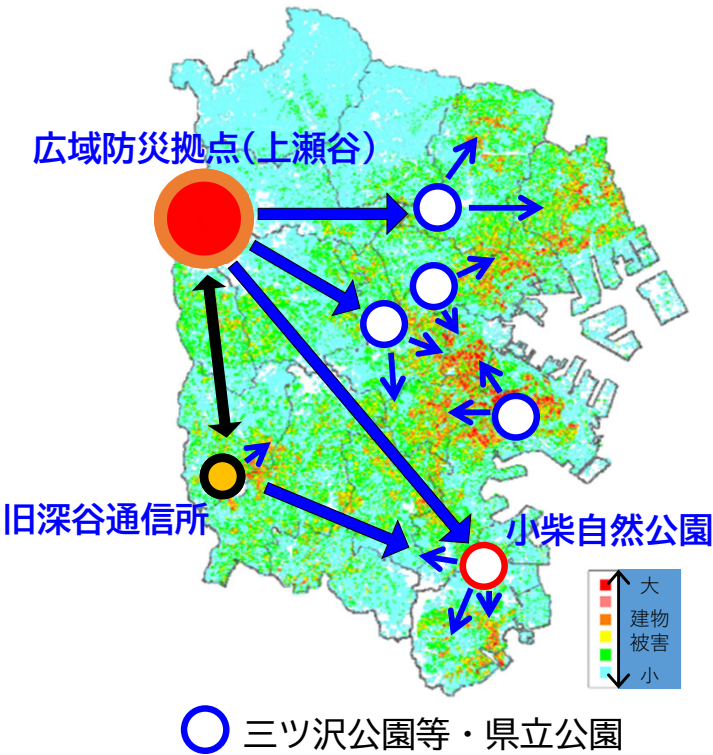 広域防災拠点(上瀬谷)
旧深谷通信所
小柴自然公園
大
建物
被害
小
三ツ沢公園等・県立公園